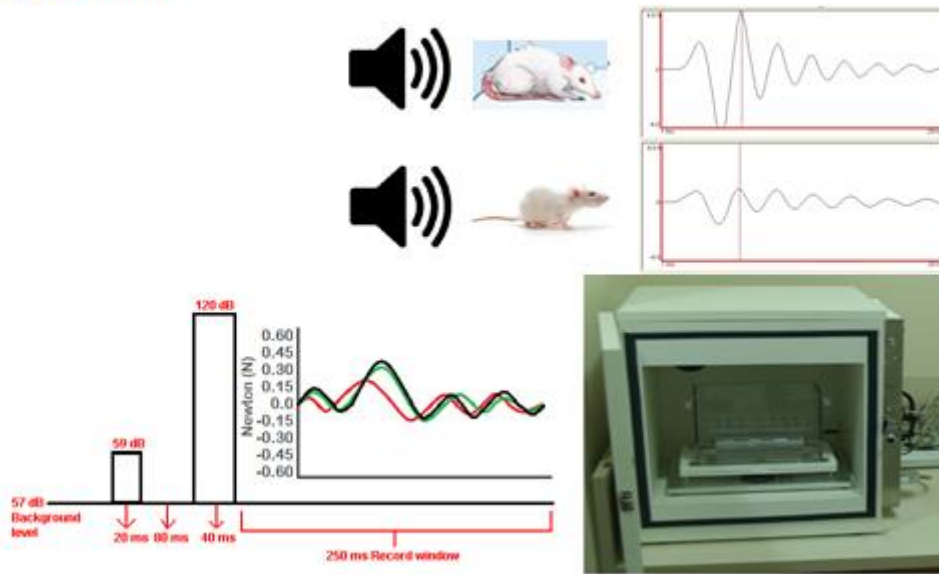 120 dB
0.60
0.45
0.30
0.15
0.0
-0.15
-0.30
-0.45
-0.60
Newton (N)
59 dB
57 dB
Background
level
20 ms
80 ms
40 ms
250 ms Record window